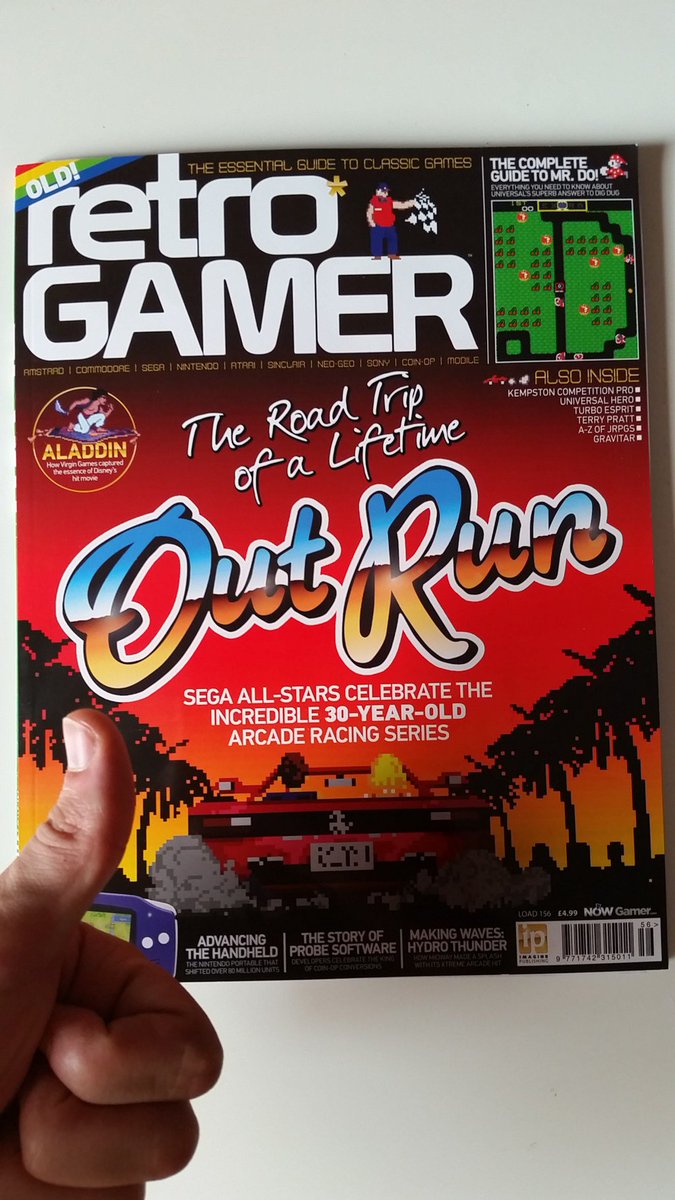 OLD!
THE ESSENTIAL GUIDE TO CLASSIC GAMES
retro*
GAMER
AMSTRAD | COMMODORE | SEGA | NINTENDO | ATARI | SINCLAIR | NEO-GEO | SONY | COIN-OP | MOBILE
THE COMPLETE
GUIDE TO MR. DO!
EVERYTHING YOU NEED TO KNOW ABOUT
UNIVERSAL'S SUPERB ANSWER TO DIG DUG
ALSO INSIDE
KEMPSTON COMPETITION PRO
UNIVERSAL HERO
TURBO ESPRIT
TERRY PRATT
A-Z OF JRPGS
GRAVITAR
ALADDIN
How Virgin Games captured
the essence of Disney's
hit movie
The Road Trip
of a Lifetime
OutRun
SEGA ALL-STARS CELEBRATE THE
INCREDIBLE 30-YEAR-OLD
ARCADE RACING SERIES
ADVANCING
THE HANDHELD
THE NINTENDO PORTABLE THAT
SHIFTED OVER 80 MILLION UNITS
THE STORY OF
PROBE SOFTWARE
DEVELOPERS CELEBRATE THE KING
OF COIN-OP CONVERSIONS
MAKING WAVES:
HYDRO THUNDER
HOW MIDWAY MADE A SPLASH
WITH ITS XTREME ARCADE HIT
LOAD 156 £4.99
NOW Gamer
ip
IMAGINE
PUBLISHING
56>
9 771742 315011